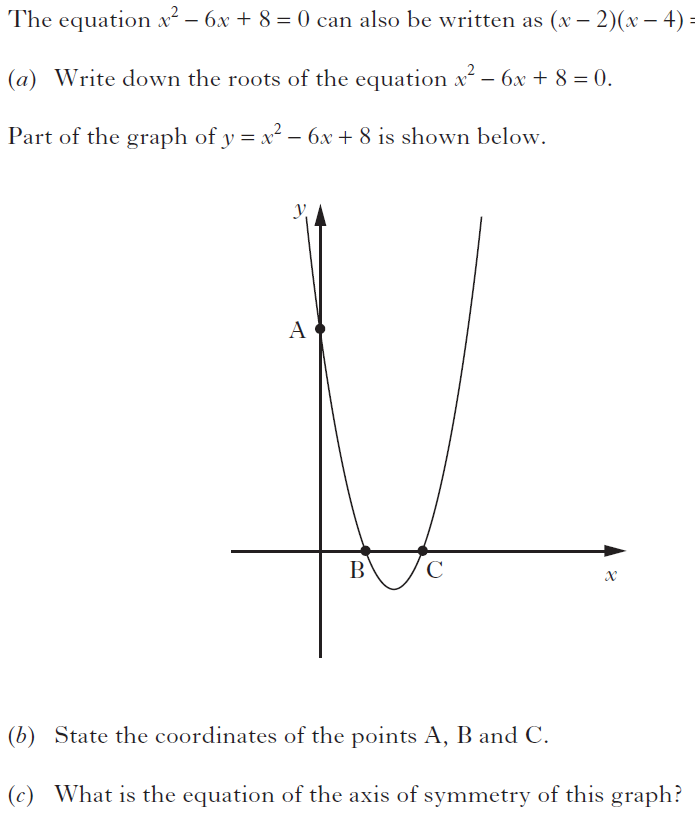 The equation x² – 6x + 8 = 0 can also be written as (x – 2)(x – 4) =
(a) Write down the roots of the equation x² – 6x + 8 = 0.
Part of the graph of y = x² – 6x + 8 is shown below.
y
A
B
C
x
(b) State the coordinates of the points A, B and C.
(c) What is the equation of the axis of symmetry of this graph?